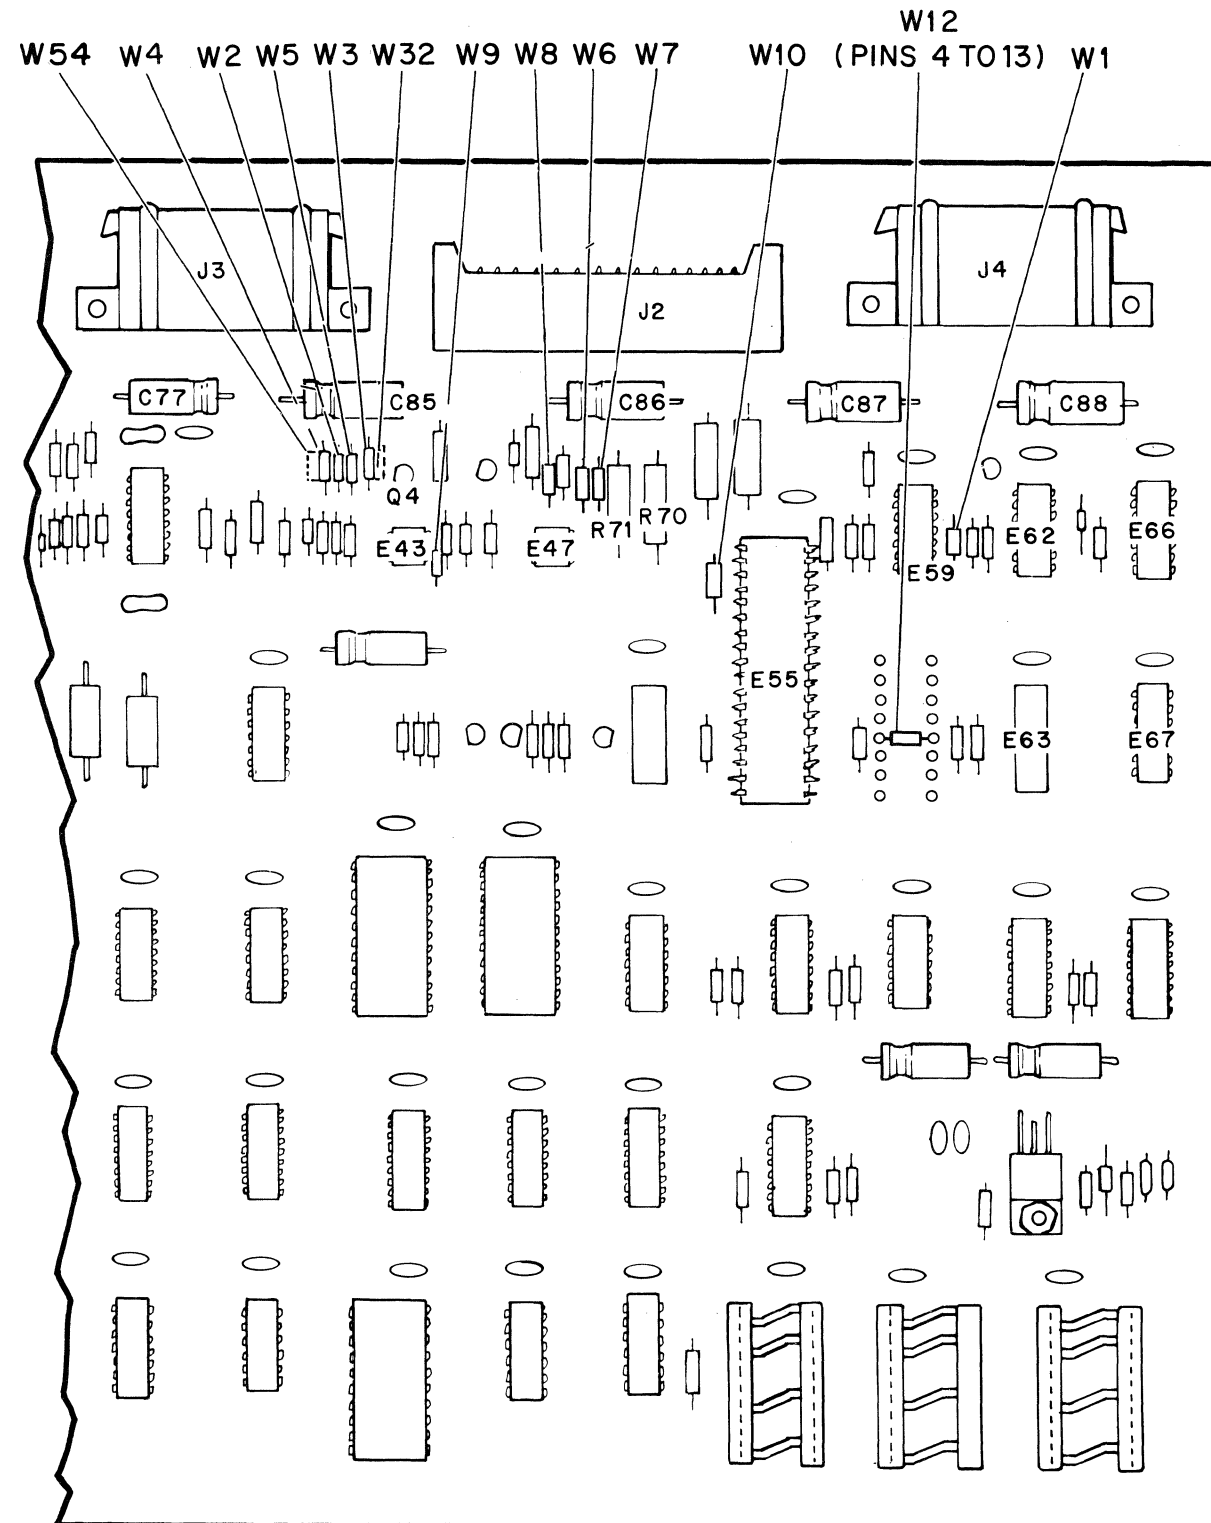 W12
W54 W4 W2 W5 W3 W32 W9 W8 W6 W7 W10 (PINS 4 TO 13) W1
J3 J4
J2
C77 C85 C86 C87 C88
Q4 R71 R70
E43 E47 E59 E62 E66
E55
E63 E67